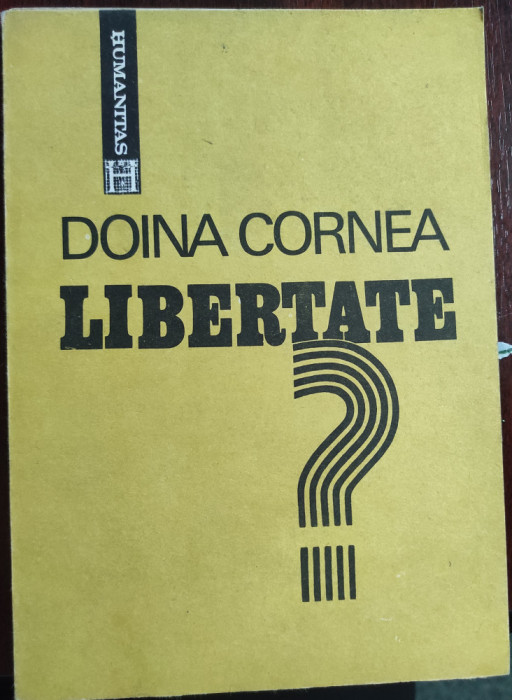 HUMANITAS
DOINA CORNEA
LIBERTATE
?